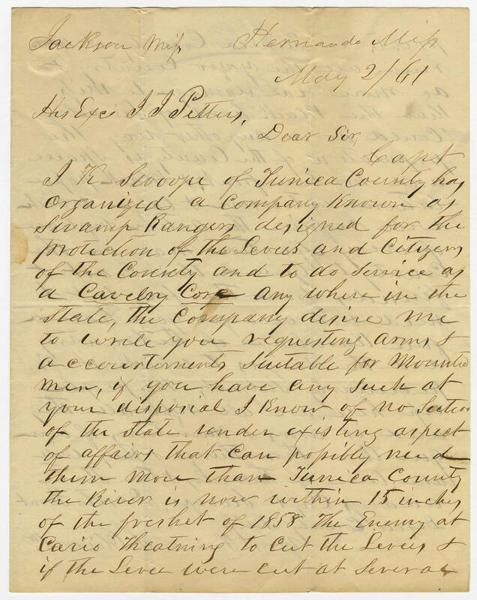 Jackson Miss Hernando Miss
May 2/61
His Exc J J Pettus,
Dear Sir,
Capt
J K Swoope of Tunica County has
organized a Company Known as
Swamp Rangers designed for the
protection of the Levees and Citizens
of the County and to do Service as
a Cavelry Corp any where in the
State, the Company desire me
to write you requesting arms &
accourtements Suitable for Mounted
Men, if you have any such at
your disposal I Know of no Section
of the State under existing aspect
of affairs that can possibly need
them more than Tunica County
the River is now within 15 inches
of the freshet of 1858 The Enemy at
Cario theatning to Cut the Levees &
if the Levee were cut at Several